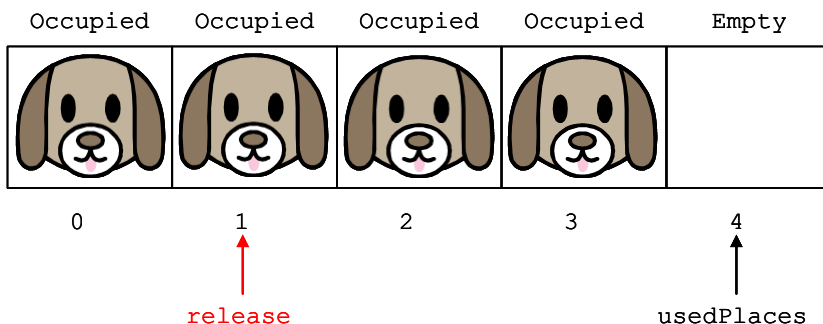 Occupied Occupied Occupied Occupied Empty
0 1 2 3 4
release usedPlaces